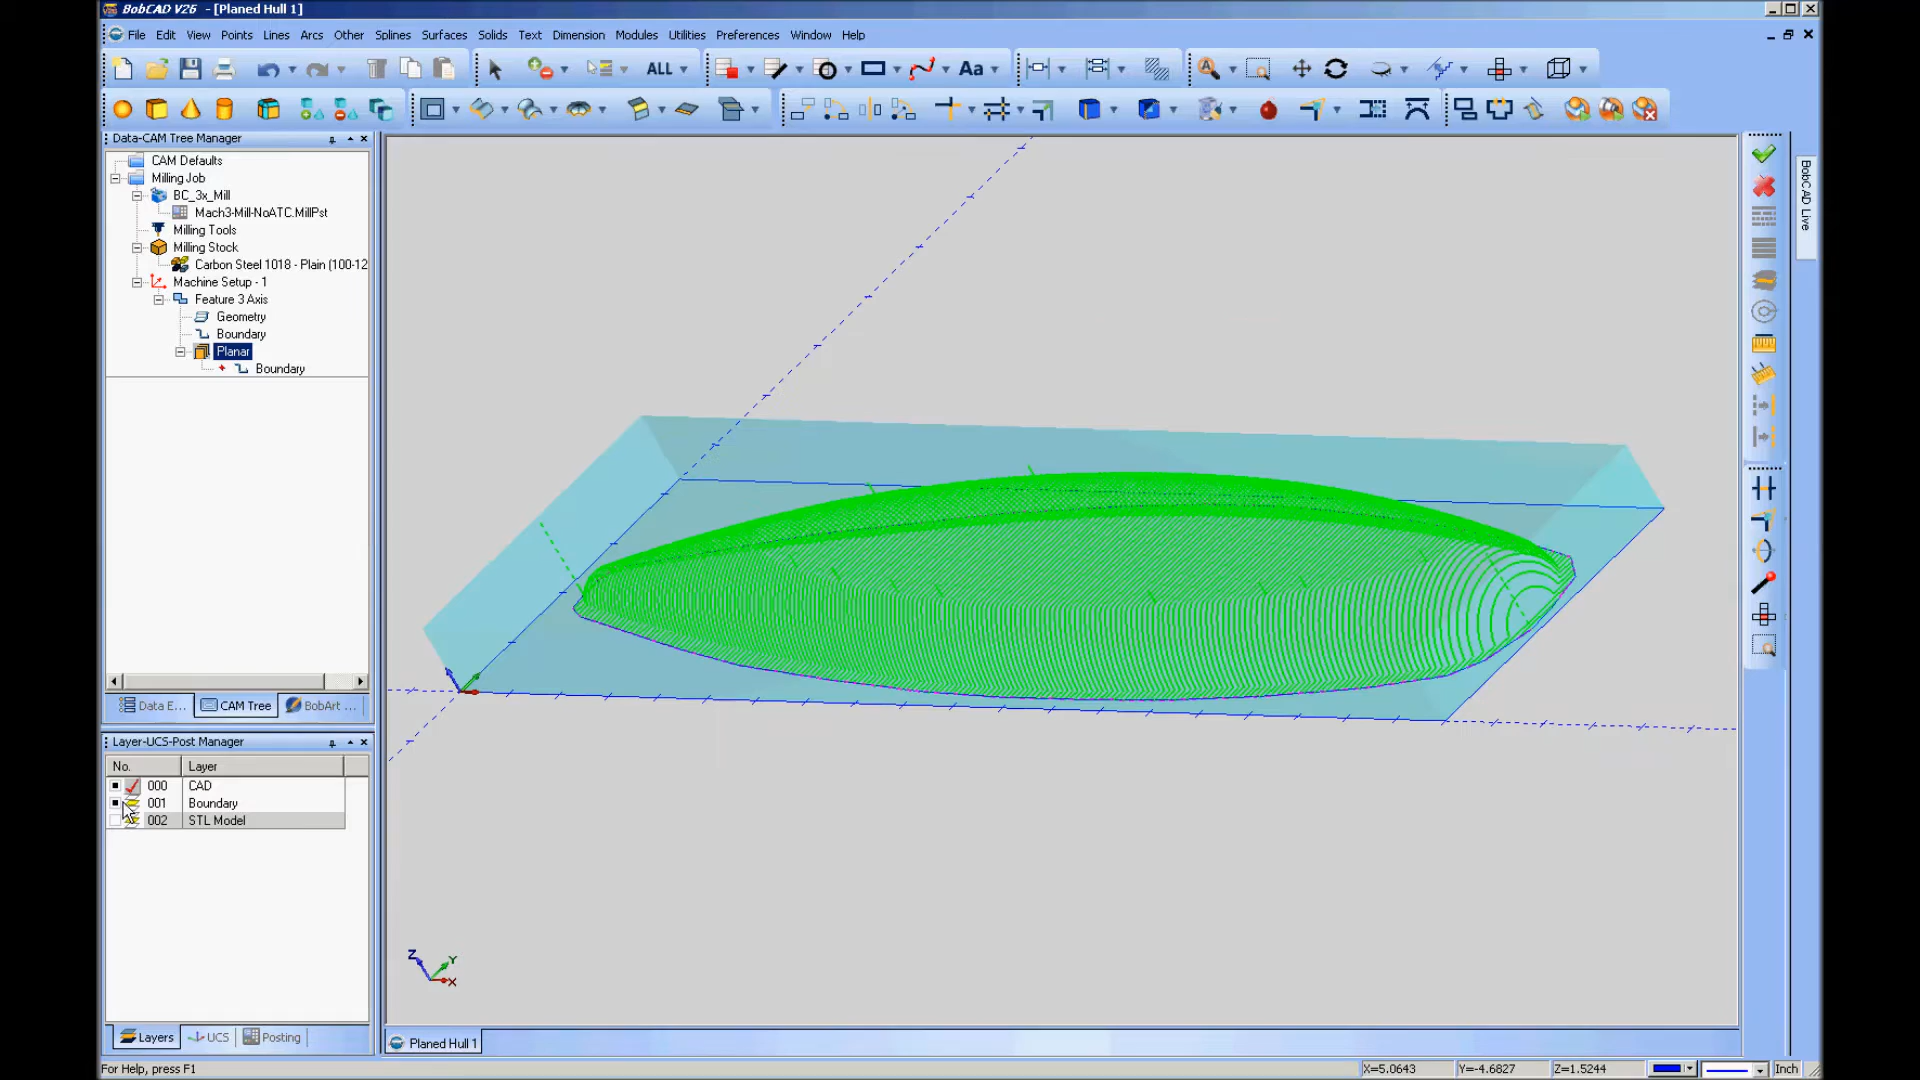 BobCAD V26 - [Planed Hull 1]
File Edit View Points Lines Arcs Other Splines Surfaces Solids Text Dimension Modules Utilities Preferences Window Help
ALL Aa
Data-CAM Tree Manager
CAM Defaults
Milling Job
BC_3x_Mill
Mach3-Mill-NoATC.MillPst
Milling Tools
Milling Stock
Carbon Steel 1018 - Plain (100-12
Machine Setup - 1
Feature 3 Axis
Geometry
Boundary
Planar
Boundary
Data E... CAM Tree BobArt ...
Layer-UCS-Post Manager
No. Layer
000 CAD
001 Boundary
002 STL Model
Layers UCS Posting
Z Y X
Planed Hull 1
BobCAD Live
For Help, press F1 X=5.0643 Y=-4.6827 Z=1.5244 Inch